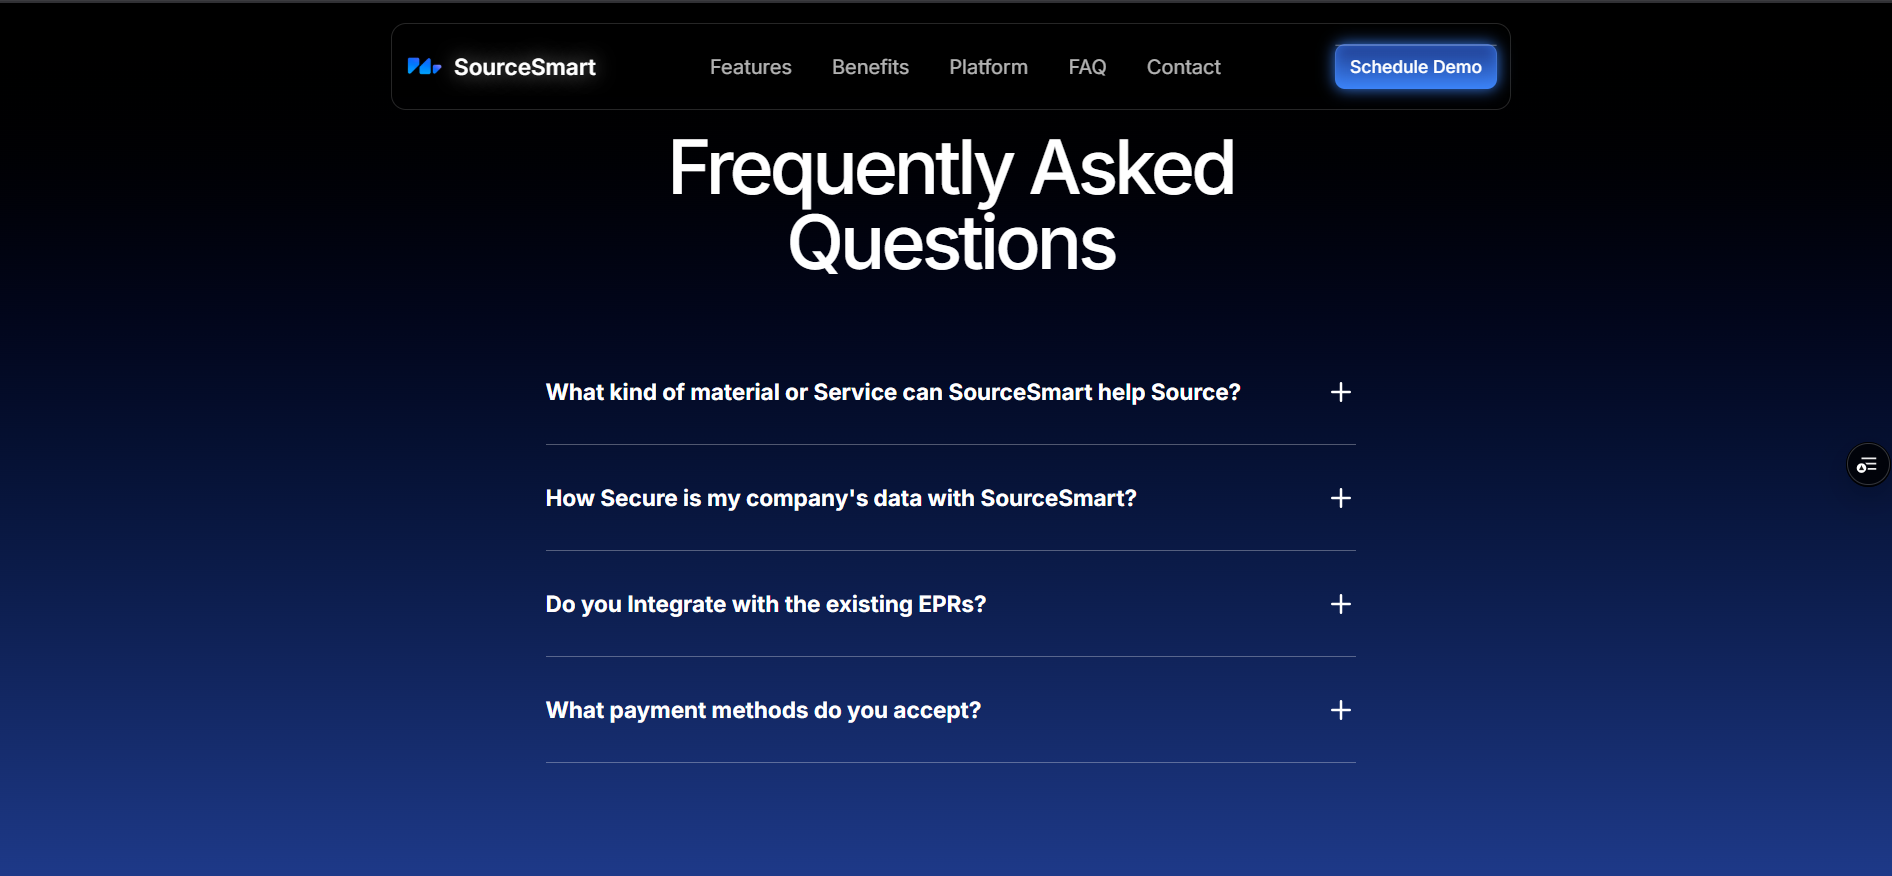 SourceSmart
Features
Benefits
Platform
FAQ
Contact
Schedule Demo
Frequently Asked
Questions
What kind of material or Service can SourceSmart help Source?
How Secure is my company's data with SourceSmart?
Do you Integrate with the existing EPRs?
What payment methods do you accept?